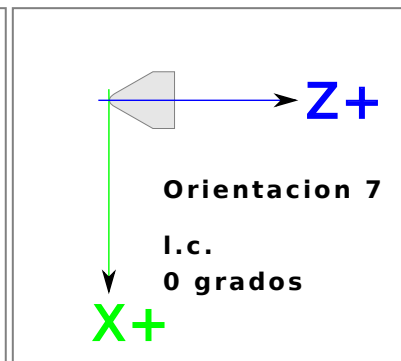 Z+
Orientacion 7
I.c.
0 grados
X+